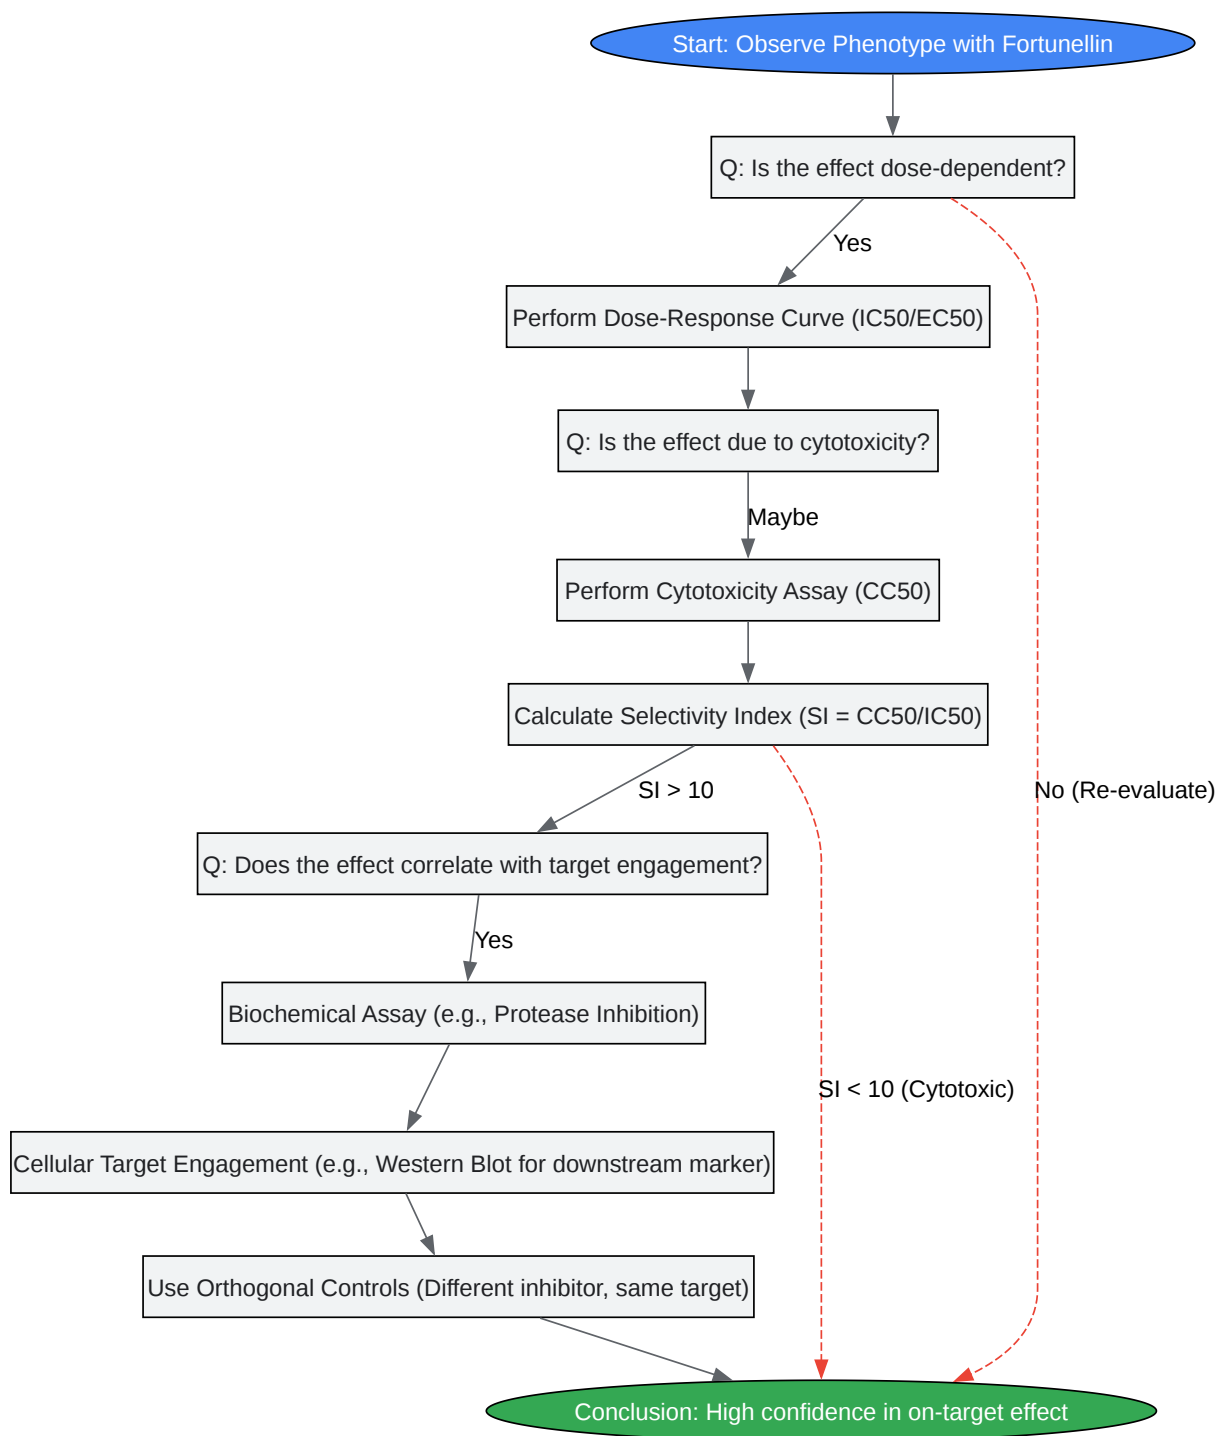 Start: Observe Phenotype with Fortunellin
Q: Is the effect dose-dependent?
Yes
Perform Dose-Response Curve (IC50/EC50)
Q: Is the effect due to cytotoxicity?
Maybe
Perform Cytotoxicity Assay (CC50)
Calculate Selectivity Index (SI = CC50/IC50)
SI > 10
No (Re-evaluate)
Q: Does the effect correlate with target engagement?
Yes
Biochemical Assay (e.g., Protease Inhibition)
SI < 10 (Cytotoxic)
Cellular Target Engagement (e.g., Western Blot for downstream marker)
Use Orthogonal Controls (Different inhibitor, same target)
Conclusion: High confidence in on-target effect